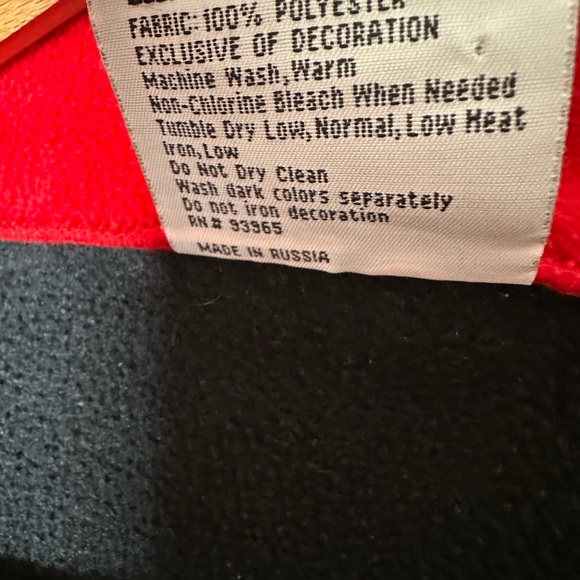 FABRIC: 100% POLYESTER
EXCLUSIVE OF DECORATION
Machine Wash, Warm
Non-Chlorine Bleach When Needed
Tumble Dry Low, Normal, Low Heat
Iron, Low
Do Not Dry Clean
Wash dark colors separately
Do not iron decoration
RN# 93965
MADE IN RUSSIA